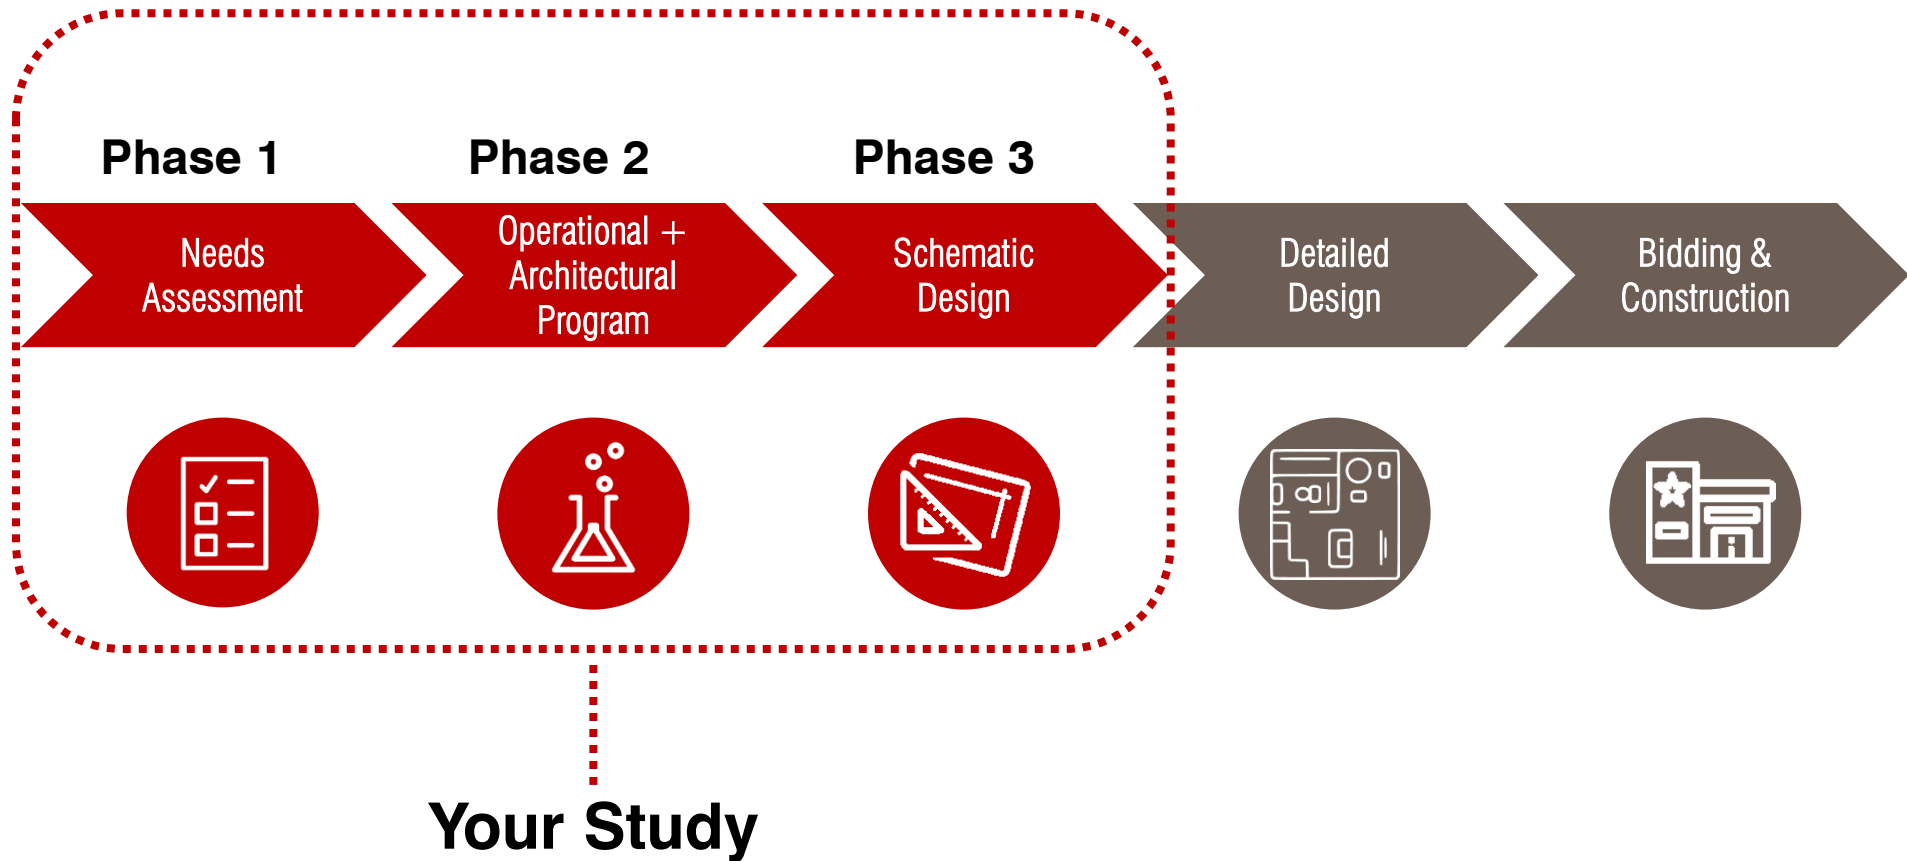 Phase 1
Phase 2
Phase 3
Needs
Assessment
Operational +
Architectural
Program
Schematic
Design
Detailed
Design
Bidding &
Construction
Your Study